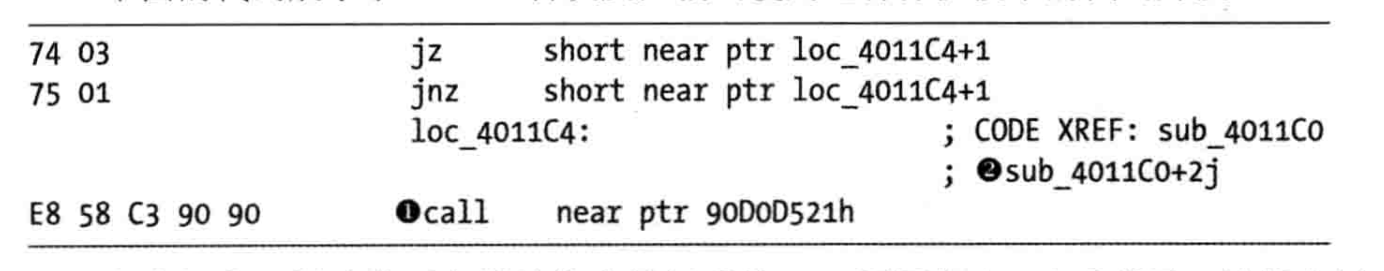 74 03 jz short near ptr loc_4011C4+1
75 01 jnz short near ptr loc_4011C4+1
loc_4011C4: ; CODE XREF: sub_4011C0
; ❷sub_4011C0+2j
E8 58 C3 90 90 ❶call near ptr 90D0D521h